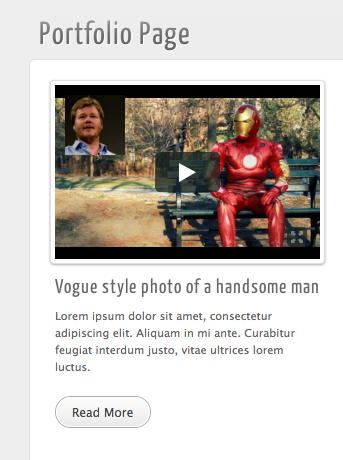 Portfolio Page
Vogue style photo of a handsome man
Lorem ipsum dolor sit amet, consectetur
adipiscing elit. Aliquam in mi ante. Curabitur
feugiat interdum justo, vitae ultrices lorem
luctus.
Read More